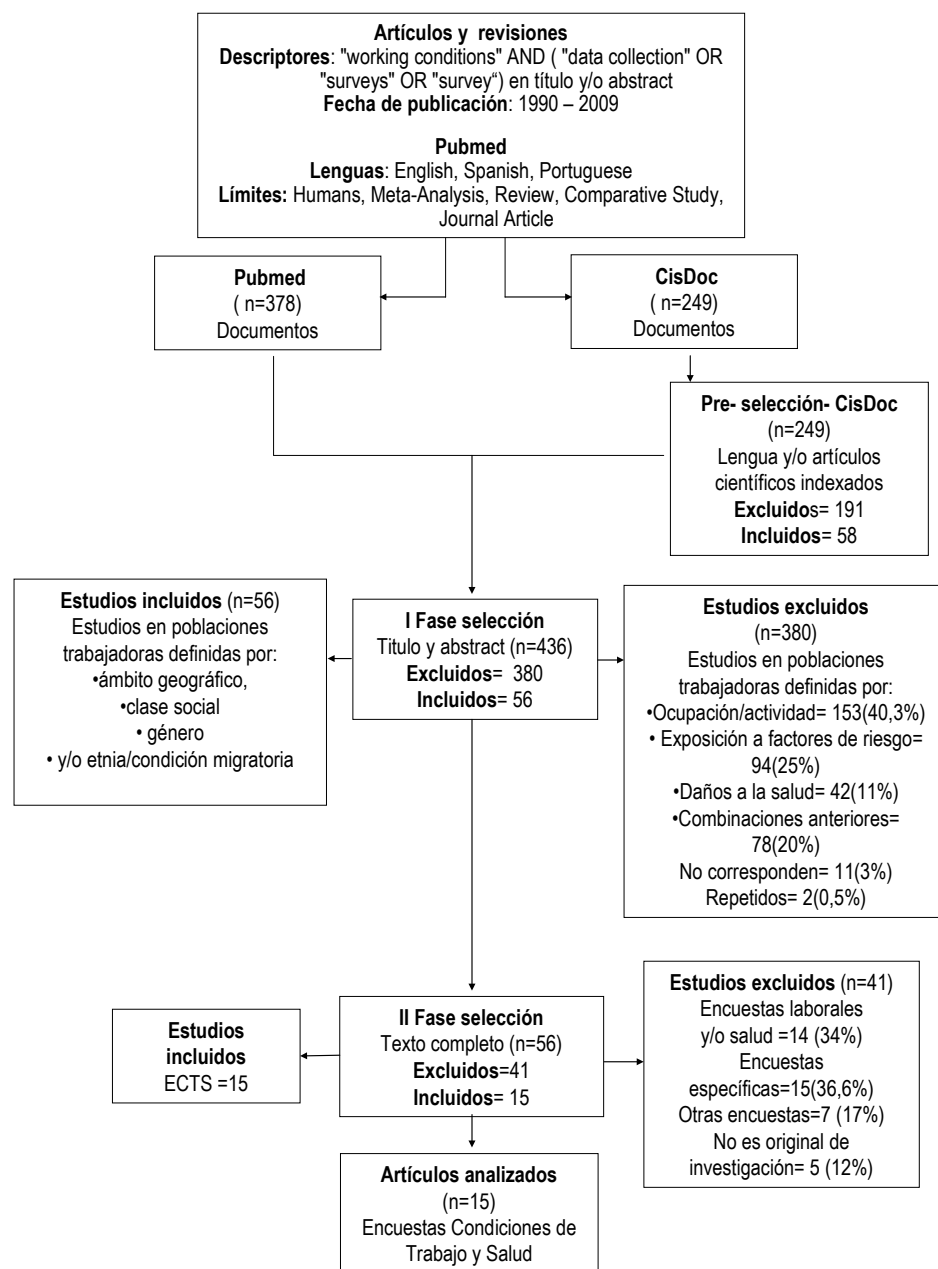 Artículos y revisiones
Descriptores: "working conditions" AND ( "data collection" OR
"surveys" OR "survey“) en título y/o abstract
Fecha de publicación: 1990 – 2009
Pubmed
Lenguas: English, Spanish, Portuguese
Límites: Humans, Meta-Analysis, Review, Comparative Study,
Journal Article
Pubmed
( n=378)
Documentos
CisDoc
( n=249)
Documentos
Pre- selección- CisDoc
(n=249)
Lengua y/o artículos
científicos indexados
Excluidos= 191
Incluidos= 58
Estudios incluidos (n=56)
Estudios en poblaciones
trabajadoras definidas por:
•ámbito geográfico,
•clase social
• género
• y/o etnia/condición migratoria
I Fase selección
Titulo y abstract (n=436)
Excluidos= 380
Incluidos= 56
Estudios excluidos
(n=380)
Estudios en poblaciones
trabajadoras definidas por:
•Ocupación/actividad= 153(40,3%)
• Exposición a factores de riesgo=
94(25%)
•Daños a la salud= 42(11%)
•Combinaciones anteriores=
78(20%)
No corresponden= 11(3%)
Repetidos= 2(0,5%)
Estudios
incluidos
ECTS =15
II Fase selección
Texto completo (n=56)
Excluidos=41
Incluidos= 15
Estudios excluidos (n=41)
Encuestas laborales
y/o salud =14 (34%)
Encuestas
específicas=15(36,6%)
Otras encuestas=7 (17%)
No es original de
investigación= 5 (12%)
Artículos analizados
(n=15)
Encuestas Condiciones de
Trabajo y Salud